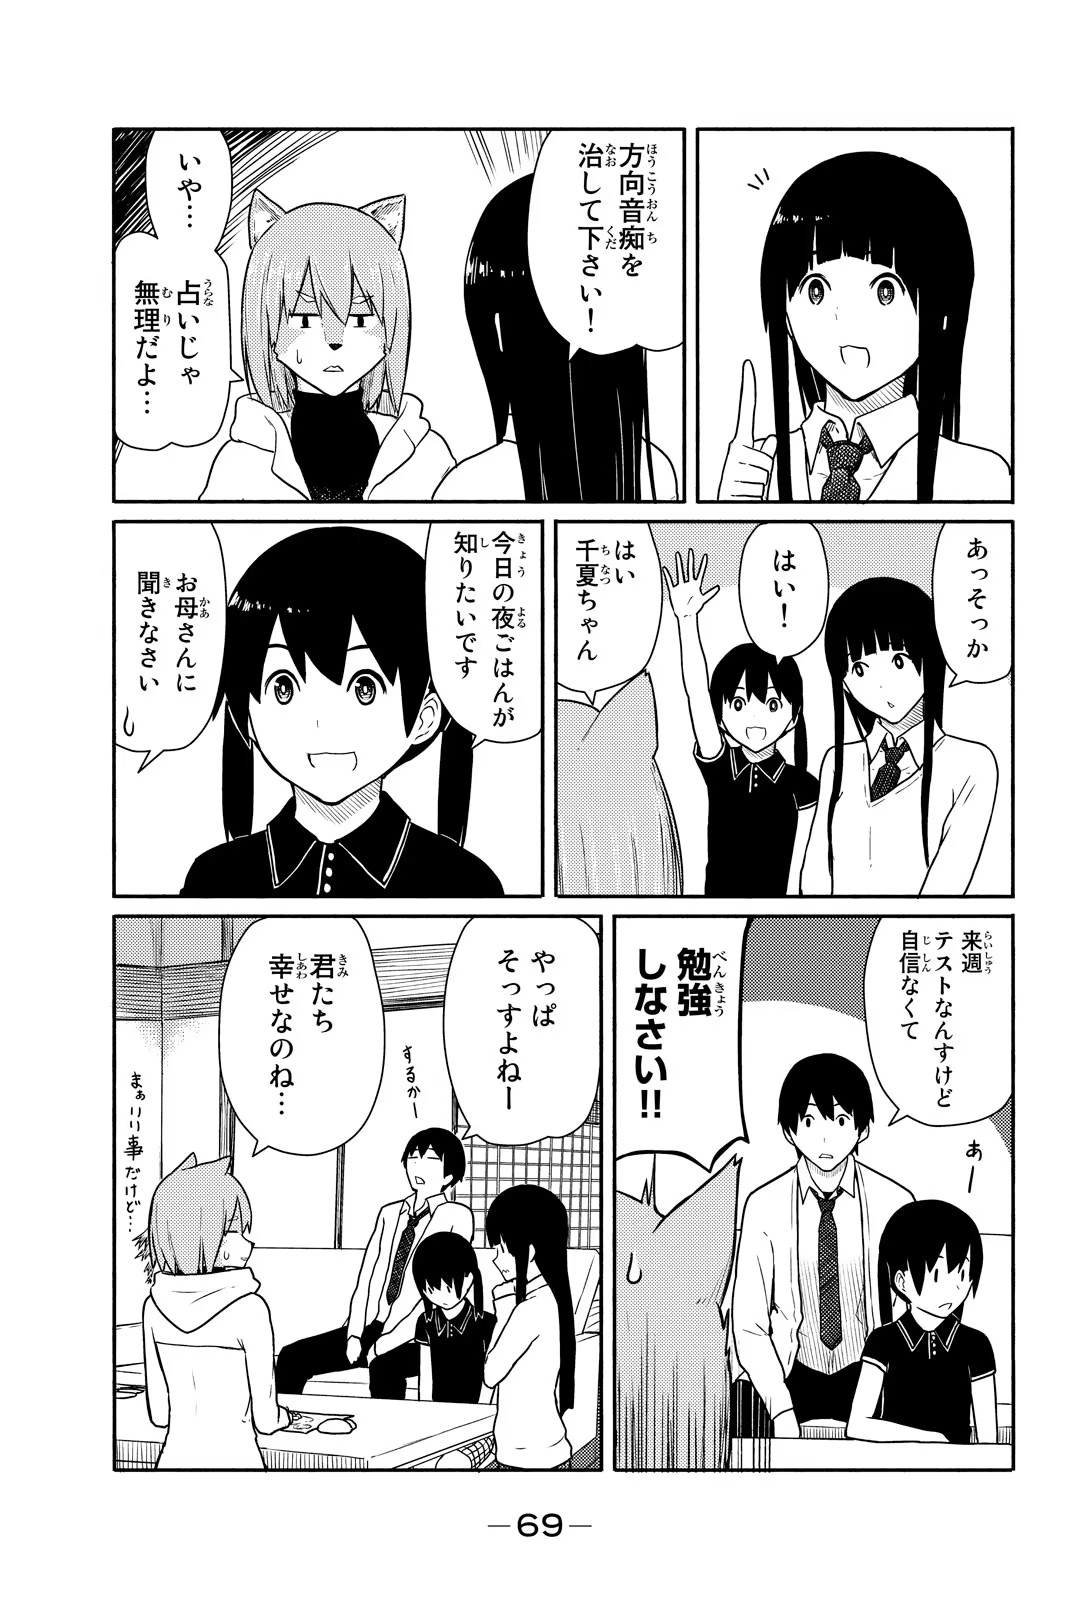 方向音痴を
治して下さい！
いや…
占いじゃ
無理だよ…
あっそっか
はい！
はい
千夏ちゃん
今日の夜ごはんが
知りたいです
お母さんに
聞きなさい
来週
テストなんすけど
自信なくて
あー
勉強
しなさい!!
やっぱ
そっすよねー
するかー
君たち
幸せなのね…
まぁいい事だけど…
—69—